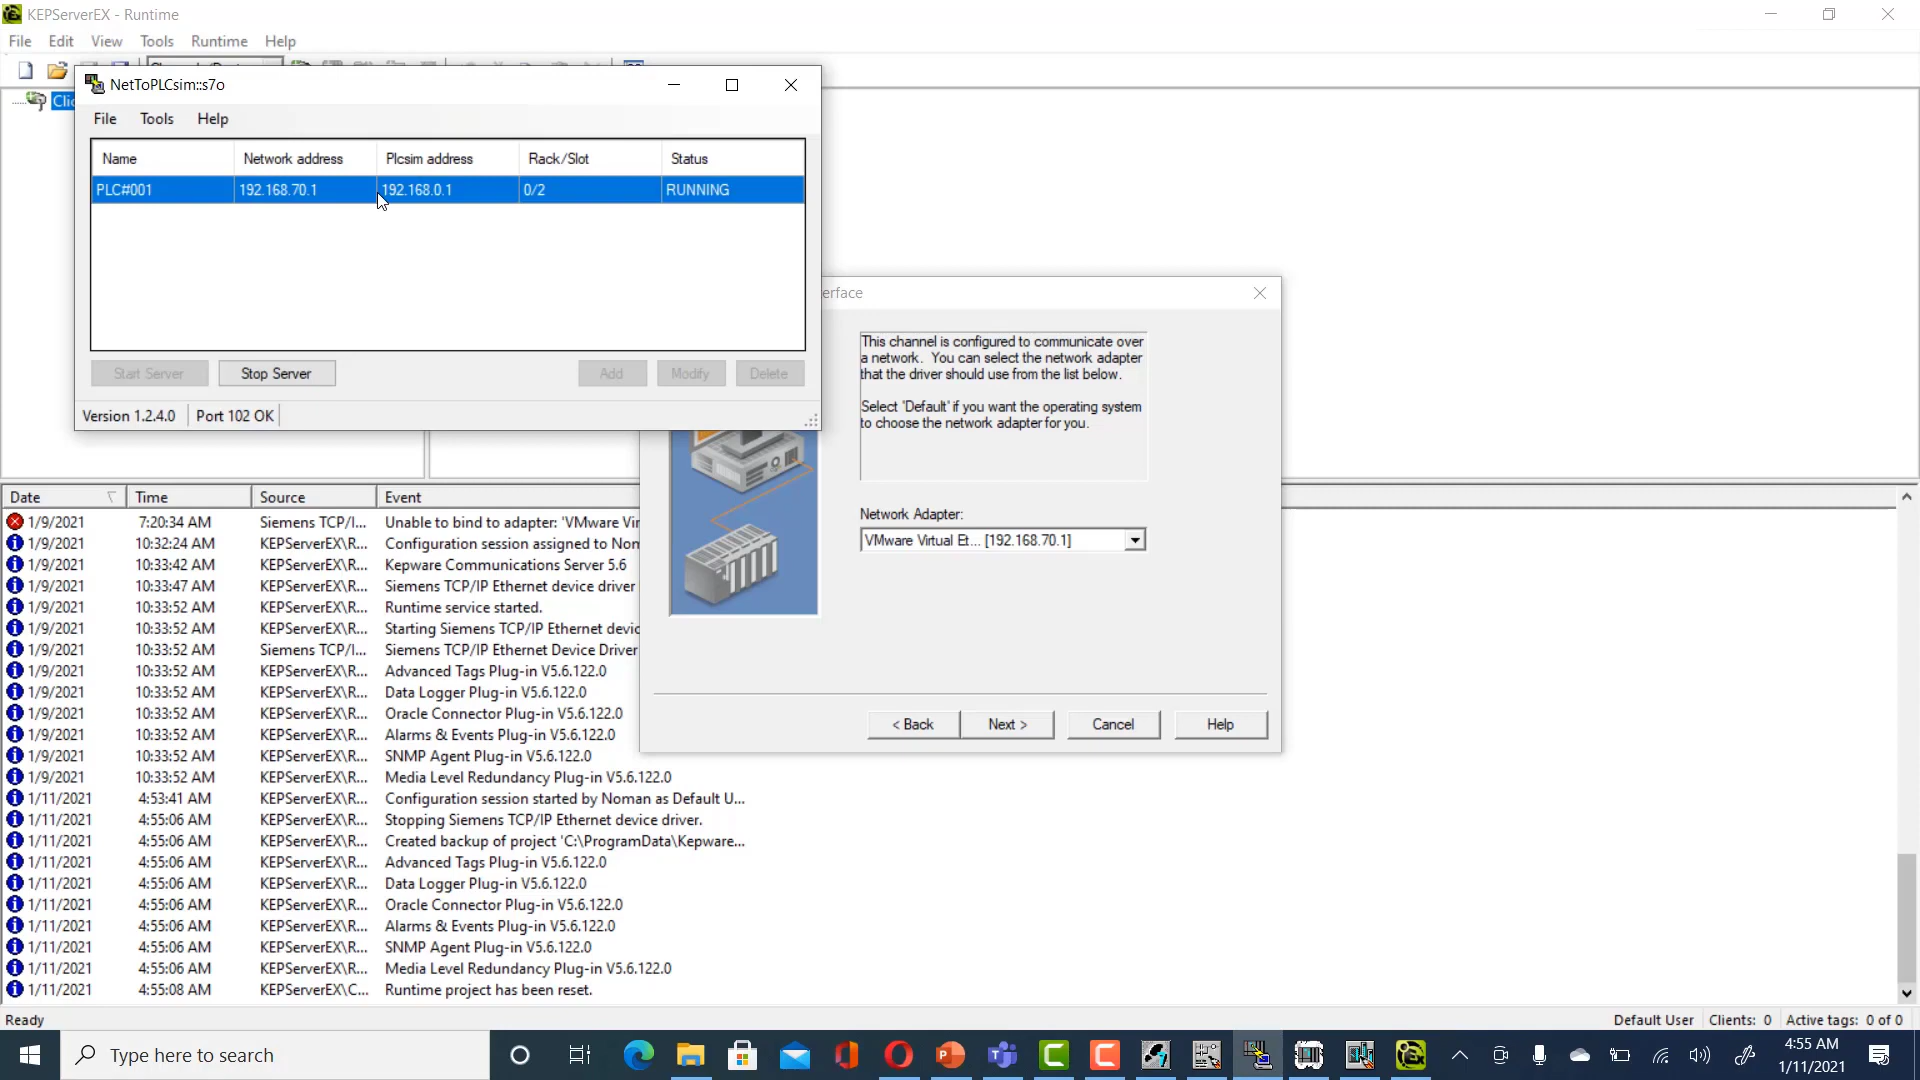 KEPServerEX - Runtime
File Edit View Tools Runtime Help
NetToPLCsim::s7o
File Tools Help
Name Network address Plcsim address Rack/Slot Status
PLC#001 192.168.70.1 192.168.0.1 0/2 RUNNING
Start Server Stop Server Add Modify Delete
Version 1.2.4.0 Port 102 OK
erface
This channel is configured to communicate over
a network. You can select the network adapter
that the driver should use from the list below.
Select 'Default' if you want the operating system
to choose the network adapter for you.
Network Adapter:
VMware Virtual Et... [192.168.70.1]
< Back Next > Cancel Help
Date Time Source Event
1/9/2021 7:20:34 AM Siemens TCP/I... Unable to bind to adapter: 'VMware Vir
1/9/2021 10:32:24 AM KEPServerEX\R... Configuration session assigned to Nom
1/9/2021 10:33:42 AM KEPServerEX\R... Kepware Communications Server 5.6
1/9/2021 10:33:47 AM KEPServerEX\R... Siemens TCP/IP Ethernet device driver
1/9/2021 10:33:52 AM KEPServerEX\R... Runtime service started.
1/9/2021 10:33:52 AM KEPServerEX\R... Starting Siemens TCP/IP Ethernet devic
1/9/2021 10:33:52 AM Siemens TCP/I... Siemens TCP/IP Ethernet Device Driver
1/9/2021 10:33:52 AM KEPServerEX\R... Advanced Tags Plug-in V5.6.122.0
1/9/2021 10:33:52 AM KEPServerEX\R... Data Logger Plug-in V5.6.122.0
1/9/2021 10:33:52 AM KEPServerEX\R... Oracle Connector Plug-in V5.6.122.0
1/9/2021 10:33:52 AM KEPServerEX\R... Alarms & Events Plug-in V5.6.122.0
1/9/2021 10:33:52 AM KEPServerEX\R... SNMP Agent Plug-in V5.6.122.0
1/9/2021 10:33:52 AM KEPServerEX\R... Media Level Redundancy Plug-in V5.6.122.0
1/11/2021 4:53:41 AM KEPServerEX\R... Configuration session started by Noman as Default U...
1/11/2021 4:55:06 AM KEPServerEX\R... Stopping Siemens TCP/IP Ethernet device driver.
1/11/2021 4:55:06 AM KEPServerEX\R... Created backup of project 'C:\ProgramData\Kepware...
1/11/2021 4:55:06 AM KEPServerEX\R... Advanced Tags Plug-in V5.6.122.0
1/11/2021 4:55:06 AM KEPServerEX\R... Data Logger Plug-in V5.6.122.0
1/11/2021 4:55:06 AM KEPServerEX\R... Oracle Connector Plug-in V5.6.122.0
1/11/2021 4:55:06 AM KEPServerEX\R... Alarms & Events Plug-in V5.6.122.0
1/11/2021 4:55:06 AM KEPServerEX\R... SNMP Agent Plug-in V5.6.122.0
1/11/2021 4:55:06 AM KEPServerEX\R... Media Level Redundancy Plug-in V5.6.122.0
1/11/2021 4:55:08 AM KEPServerEX\C... Runtime project has been reset.
Ready Default User Clients: 0 Active tags: 0 of 0
Type here to search
4:55 AM
1/11/2021